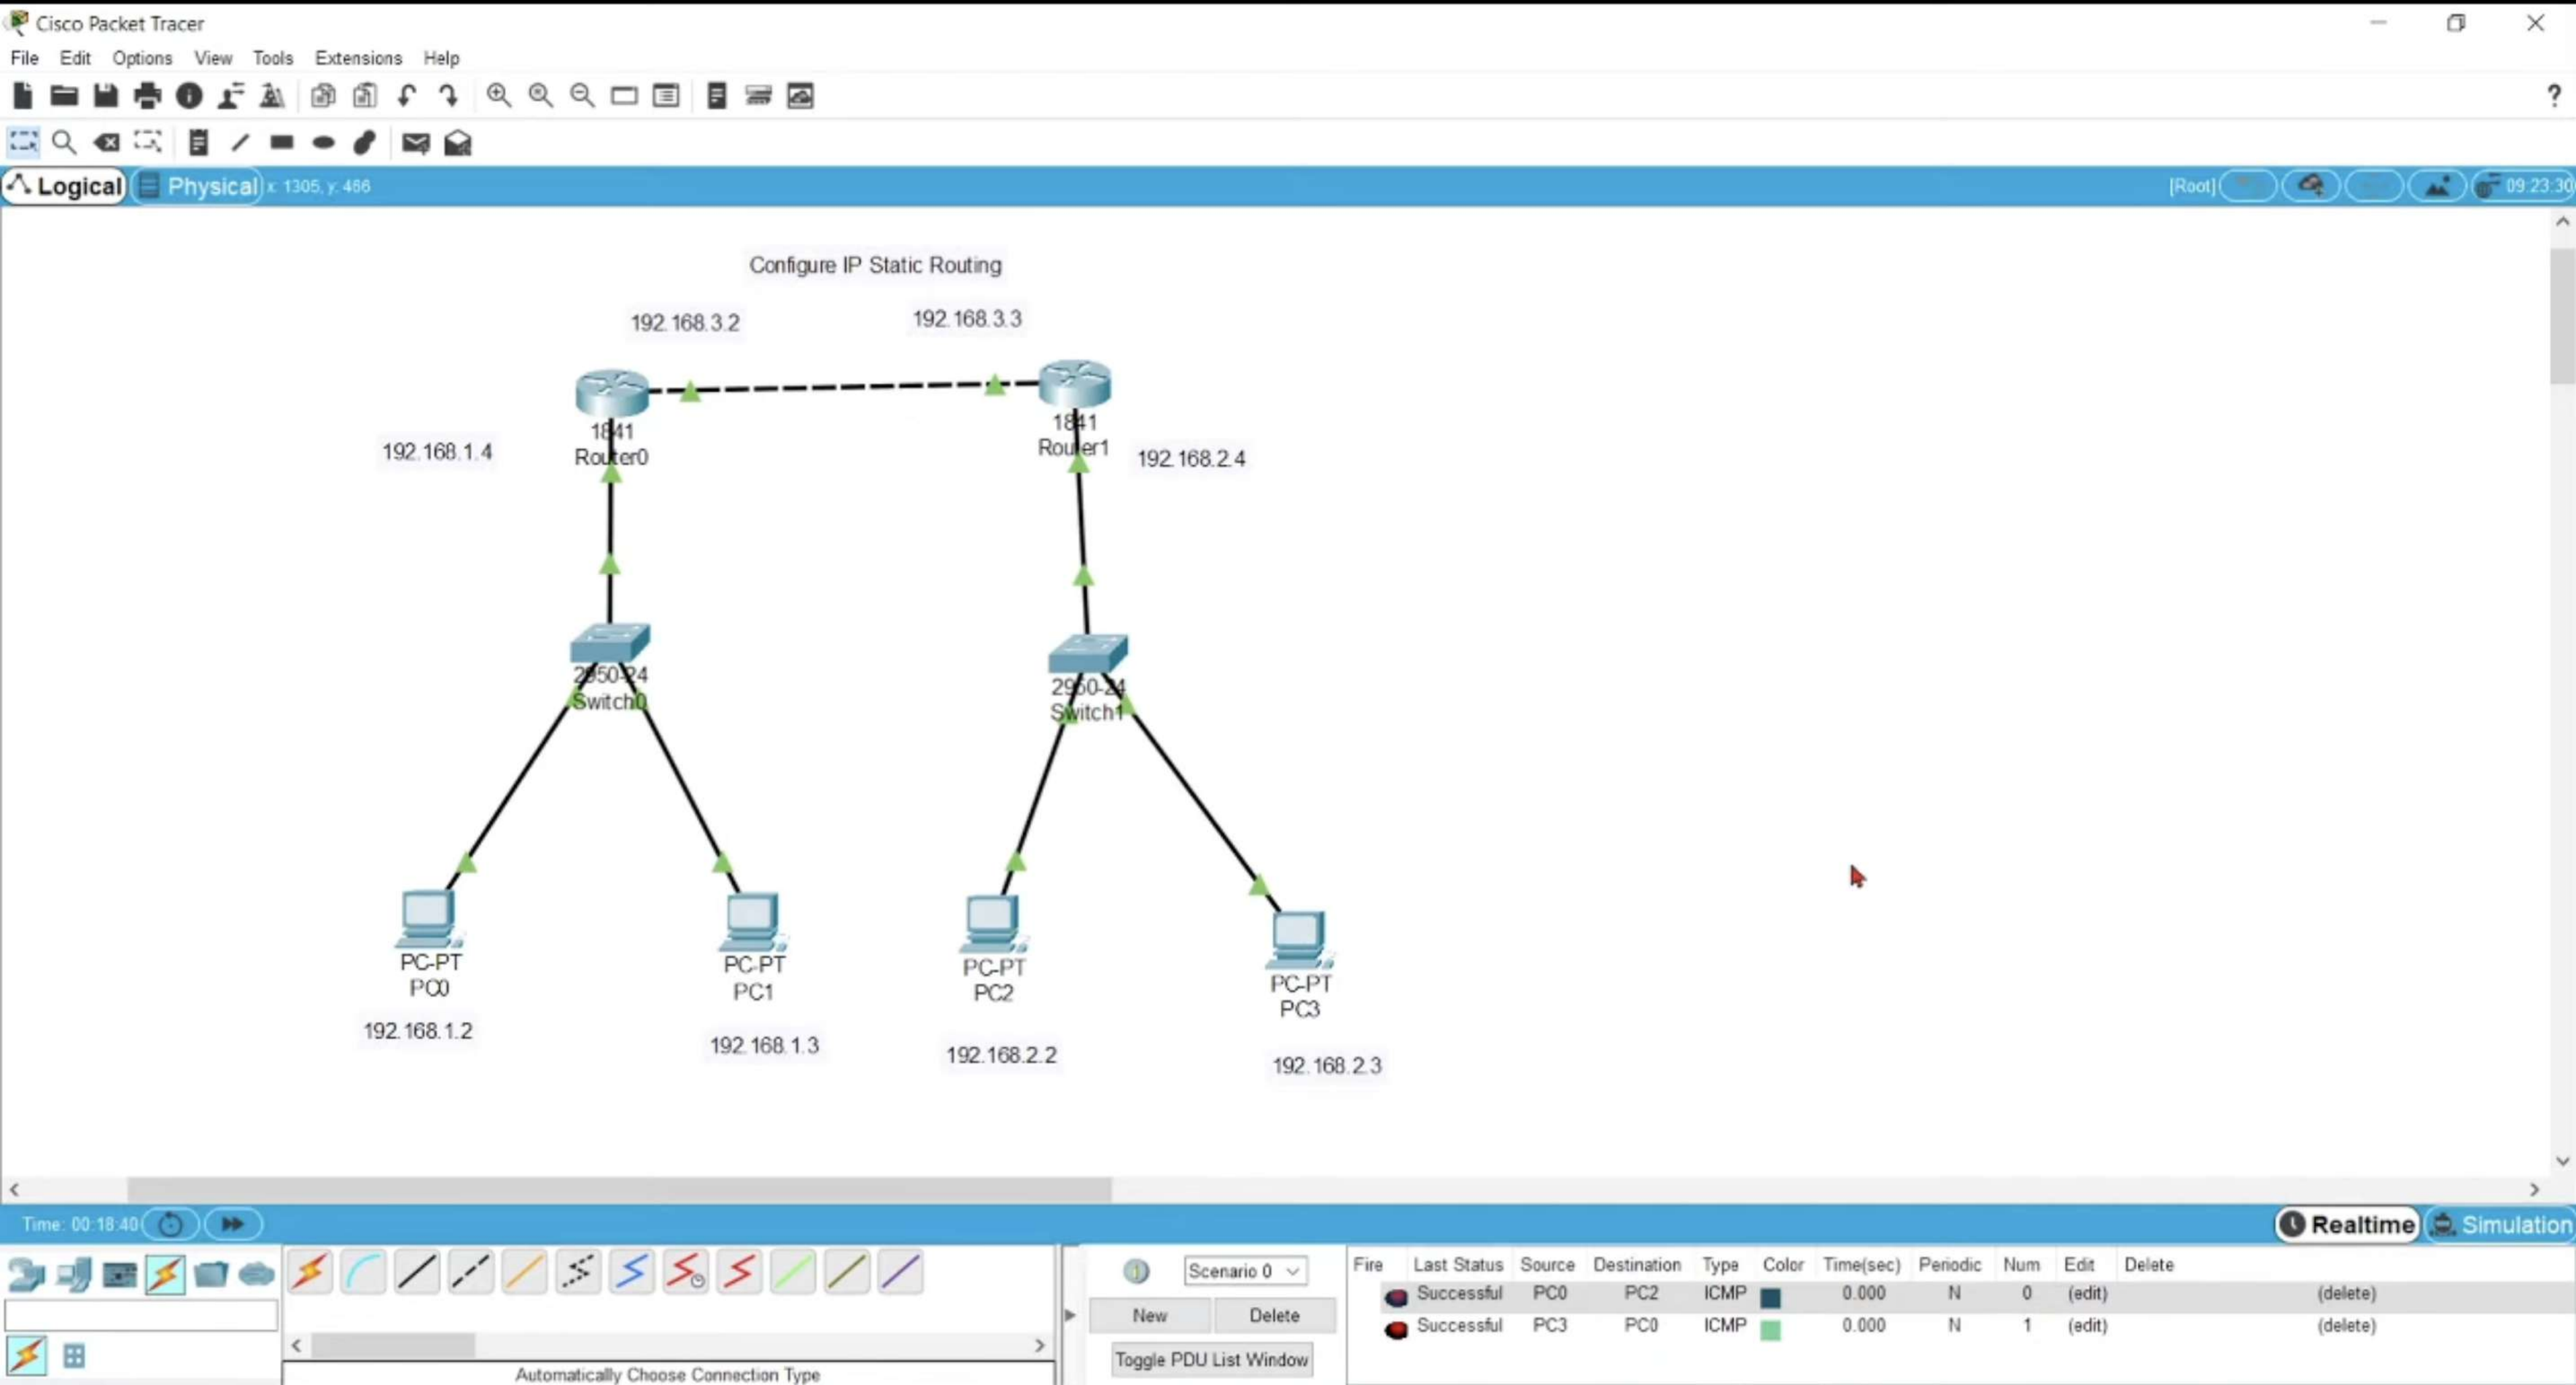 Cisco Packet Tracer
File Edit Options View Tools Extensions Help
?
Logical Physical x: 1305, y: 466 [Root] 09:23:30
Configure IP Static Routing
192.168.3.2 192.168.3.3
1841
Router0
1841
Router1
192.168.1.4
192.168.2.4
2950-24
Switch0
2950-24
Switch1
PC-PT
PC0
PC-PT
PC1
PC-PT
PC2
PC-PT
PC3
192.168.1.2
192.168.1.3
192.168.2.2
192.168.2.3
Time: 00:18:40 Realtime Simulation
Scenario 0
New Delete
Toggle PDU List Window
Automatically Choose Connection Type
Fire Last Status Source Destination Type Color Time(sec) Periodic Num Edit Delete
Successful PC0 PC2 ICMP 0.000 N 0 (edit) (delete)
Successful PC3 PC0 ICMP 0.000 N 1 (edit) (delete)